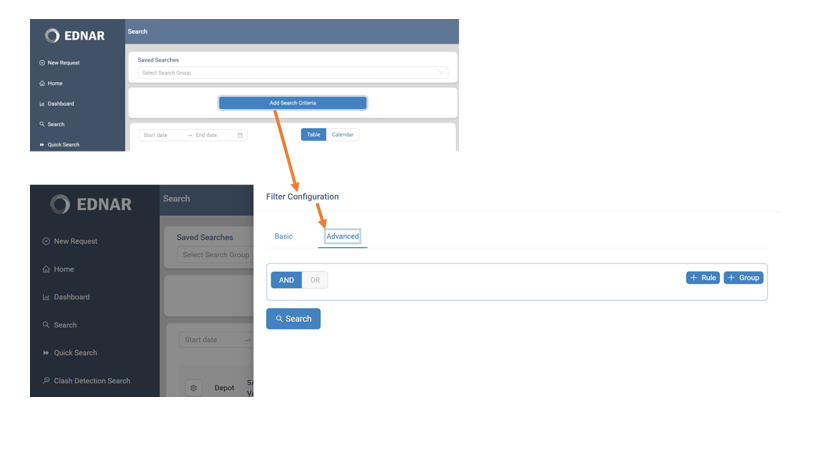 EDNAR
Search
New Request
Home
Dashboard
Search
Quick Search
Saved Searches
Select Search Group
Add Search Criteria
Start date → End date
Table Calendar
EDNAR
Search
New Request
Home
Dashboard
Search
Quick Search
Clash Detection Search
Saved Searches
Select Search Group
Start date →
Depot
Filter Configuration
Basic Advanced
AND OR
+ Rule + Group
Search